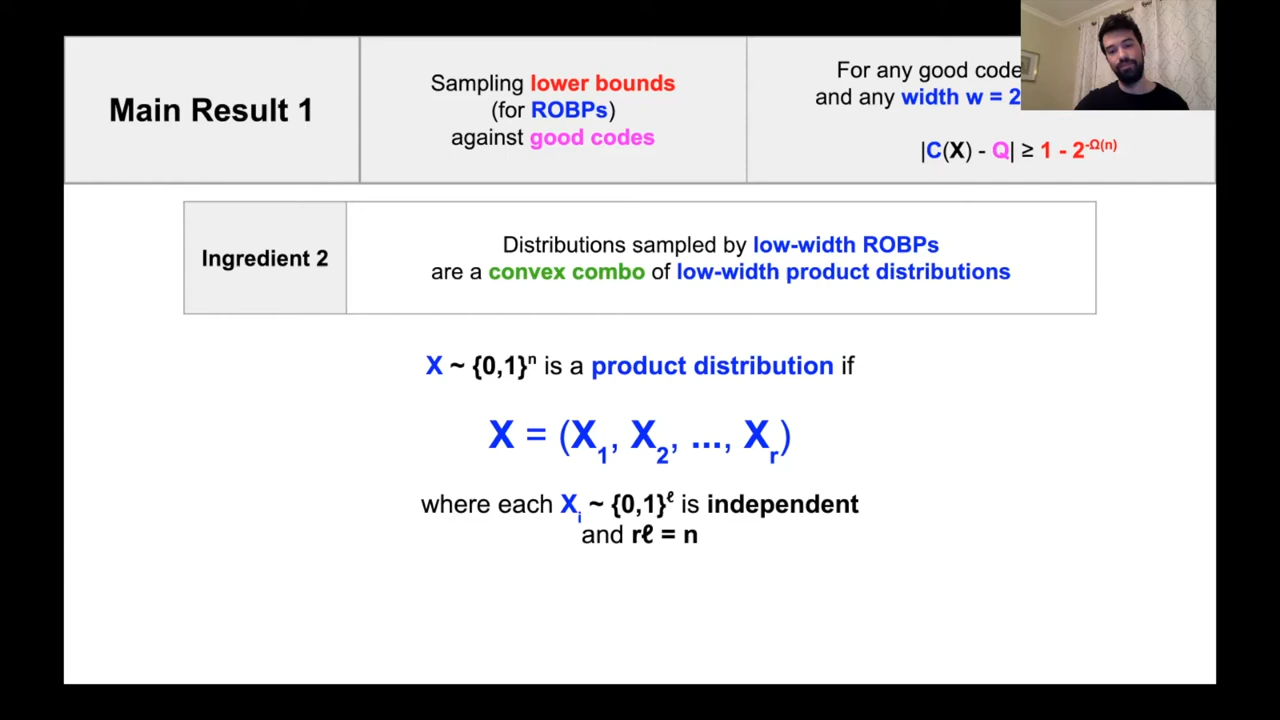 Main Result 1
Sampling lower bounds
(for ROBPs)
against good codes
For any good code
and any width w = 2
|C(X) - Q| ≥ 1 - 2^-Ω(n)
Ingredient 2
Distributions sampled by low-width ROBPs
are a convex combo of low-width product distributions
X ~ {0,1}ⁿ is a product distribution if
X = (X₁, X₂, ..., Xᵣ)
where each Xᵢ ~ {0,1}^ℓ is independent
and rℓ = n